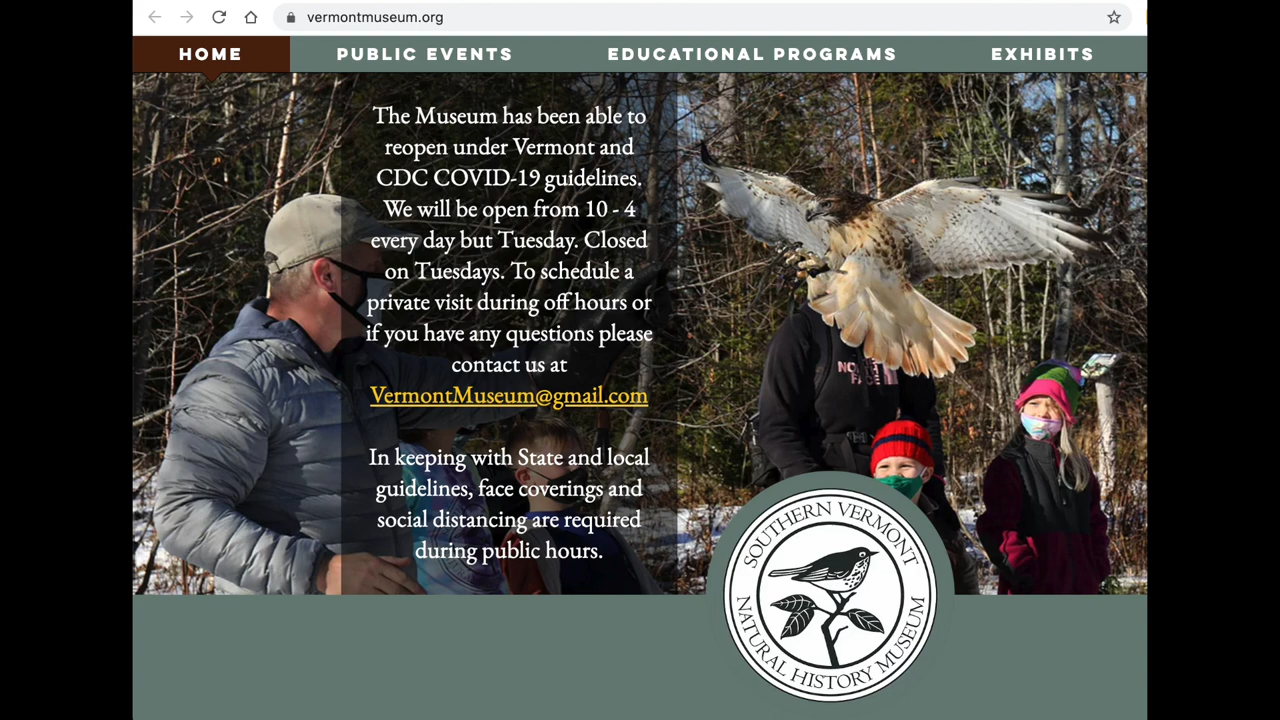 vermontmuseum.org
HOME
PUBLIC EVENTS
EDUCATIONAL PROGRAMS
EXHIBITS
The Museum has been able to
reopen under Vermont and
CDC COVID-19 guidelines.
We will be open from 10 - 4
every day but Tuesday. Closed
on Tuesdays. To schedule a
private visit during off hours or
if you have any questions please
contact us at
VermontMuseum@gmail.com
In keeping with State and local
guidelines, face coverings and
social distancing are required
during public hours.
SOUTHERN VERMONT
NATURAL HISTORY MUSEUM